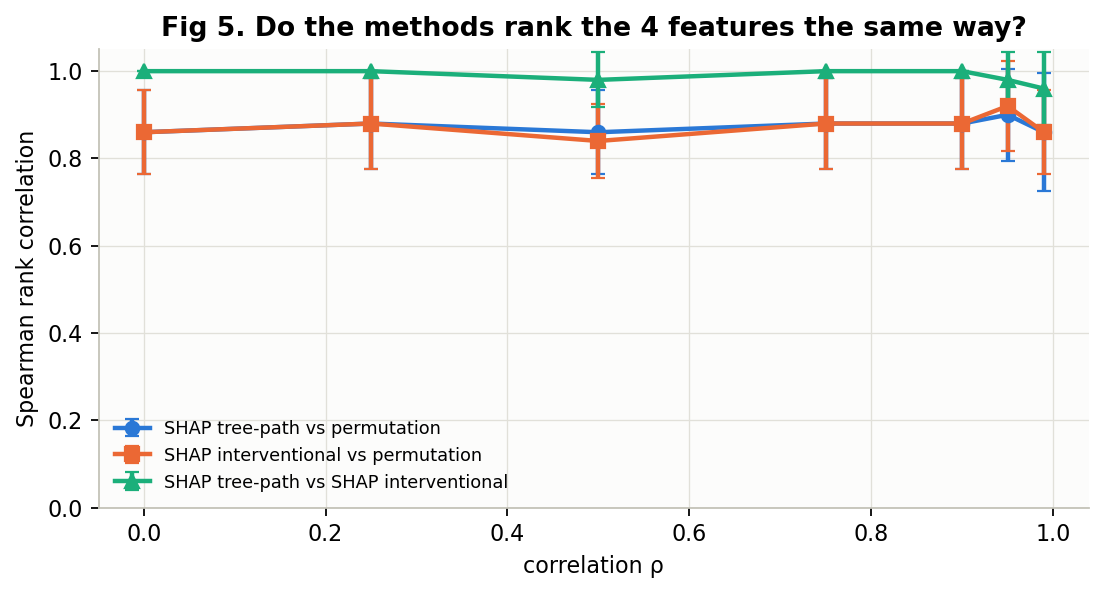 Fig 5. Do the methods rank the 4 features the same way?
Spearman rank correlation
1.0
0.8
0.6
0.4
0.2
0.0
SHAP tree-path vs permutation
SHAP interventional vs permutation
SHAP tree-path vs SHAP interventional
0.0 0.2 0.4 0.6 0.8 1.0
correlation ρ